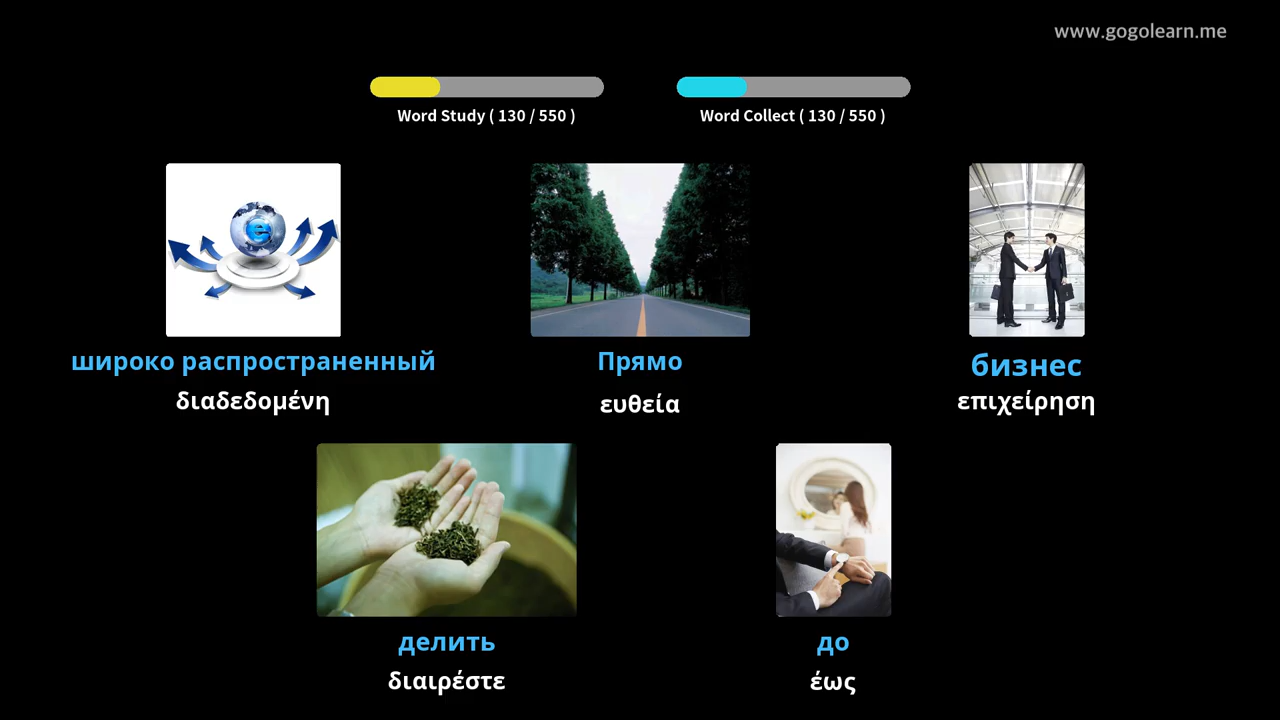 www.gogolearn.me
Word Study ( 130 / 550 )
Word Collect ( 130 / 550 )
e
широко распространенный
διαδεδομένη
Прямо
ευθεία
бизнес
επιχείρηση
делить
διαιρέστε
до
έως